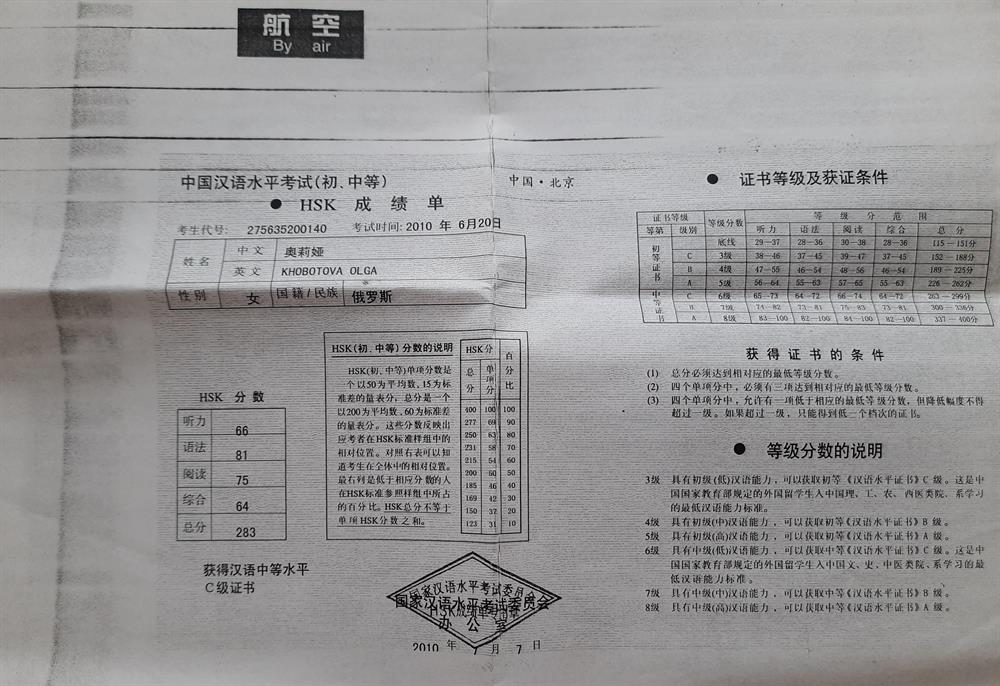 航空
By air
中国汉语水平考试(初、中等)
中国·北京
● HSK 成绩单
考生代号: 275635200140 考试时间: 2010 年 6月20日
姓名 中文 奥莉娅
英文 KHOBOTOVA OLGA
性别 女 国籍/民族 俄罗斯
HSK 分数
听力 66
语法 81
阅读 75
综合 64
总分 283
获得汉语中等水平
C级证书
HSK(初、中等)分数的说明
HSK(初、中等)单项分数是
一个以50为平均数, 15为标
准差的量表分, 总分是一个
以200为平均数、60为标准差
的量表分。这些分数反映出
应考者在HSK标准样组中的
相对位置。对照右表可以知
道考生在全体中的相对位置。
最右列是低于相应分数的人
在HSK标准参照样组中所占
的百分比。HSK总分不等于
单项HSK分数之和。
HSK分 百分比
总分 单项分
400 100 100
277 69 90
250 63 80
231 58 70
215 54 60
200 50 50
185 46 40
169 42 30
150 37 20
123 31 10
国家汉语水平考试委员会
HSK成绩单专用章
国家汉语水平考试委员会
办公室
2010 年 7 月 7 日
● 证书等级及获证条件
证书等级 等级分数 等级分范围
等第 级别 听力 语法 阅读 综合 总分
初等证书 底线 29—37 28—36 30—38 28—36 115—151分
C 3级 38—46 37—45 39—47 37—45 152—188分
B 4级 47—55 46—54 48—56 46—54 189—225分
A 5级 56—64 55—63 57—65 55—63 226—262分
中等证书 C 6级 65—73 64—72 66—74 64—72 263—299分
B 7级 74—82 73—81 75—83 73—81 300—336分
A 8级 83—100 82—100 84—100 82—100 337—400分
获得证书的条件
(1) 总分必须达到相对应的最低等级分数。
(2) 四个单项分中, 必须有三项达到相对应的最低等级分数。
(3) 四个单项分中, 允许有一项低于相应的最低等级分数, 但降低幅度不得
超过一级。如果超过一级, 只能得到低一个档次的证书。
● 等级分数的说明
3级 具有初级(低)汉语能力, 可以获取初等《汉语水平证书》C 级。这是中
国国家教育部规定的外国留学生入中国理、工、农、西医类院、系学习
的最低汉语能力标准。
4级 具有初级(中)汉语能力, 可以获取初等《汉语水平证书》B 级。
5级 具有初级(高)汉语能力, 可以获取初等《汉语水平证书》A 级。
6级 具有中级(低)汉语能力, 可以获取中等《汉语水平证书》C 级。这是中
国国家教育部规定的外国留学生入中国文、史、中医类院、系学习的最
低汉语能力标准。
7级 具有中级(中)汉语能力, 可以获取中等《汉语水平证书》B 级。
8级 具有中级(高)汉语能力, 可以获取中等《汉语水平证书》A 级。